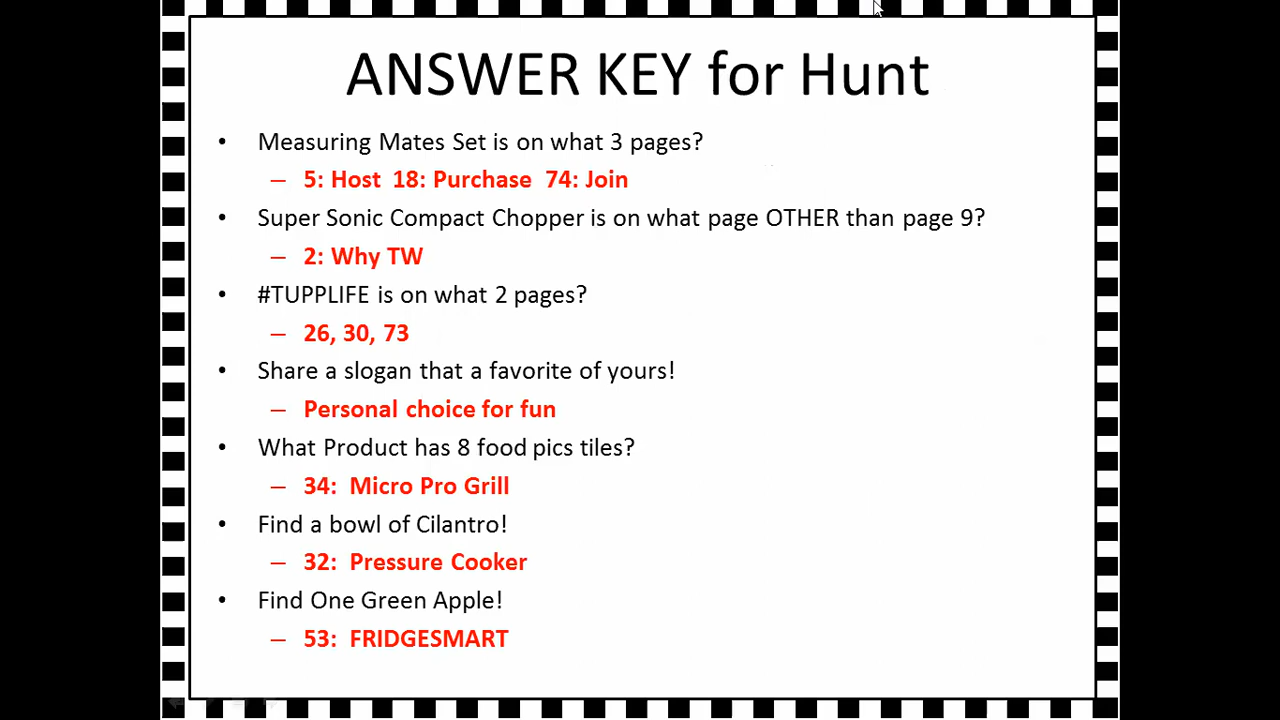 ANSWER KEY for Hunt
• Measuring Mates Set is on what 3 pages?
– 5: Host 18: Purchase 74: Join
• Super Sonic Compact Chopper is on what page OTHER than page 9?
– 2: Why TW
• #TUPPLIFE is on what 2 pages?
– 26, 30, 73
• Share a slogan that a favorite of yours!
– Personal choice for fun
• What Product has 8 food pics tiles?
– 34: Micro Pro Grill
• Find a bowl of Cilantro!
– 32: Pressure Cooker
• Find One Green Apple!
– 53: FRIDGESMART